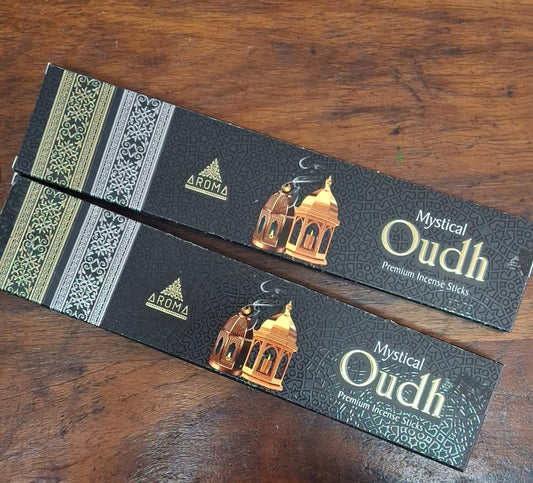 AROMA
Mystical
Oudh
Premium Incense Sticks
AROMA
Mystical
Oudh
Premium Incense Sticks